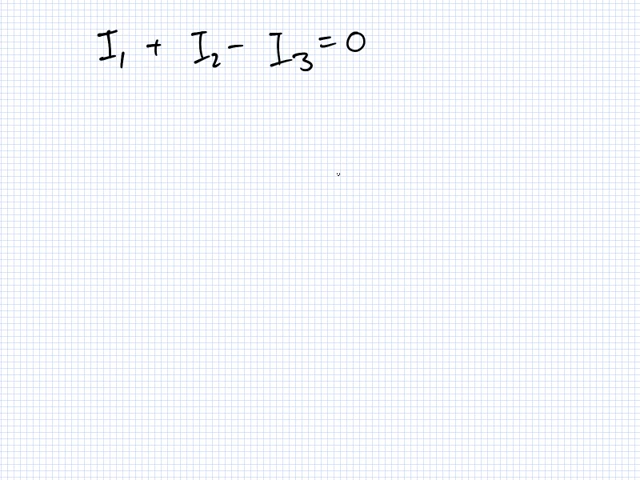 I₁ + I₂ - I₃ = 0